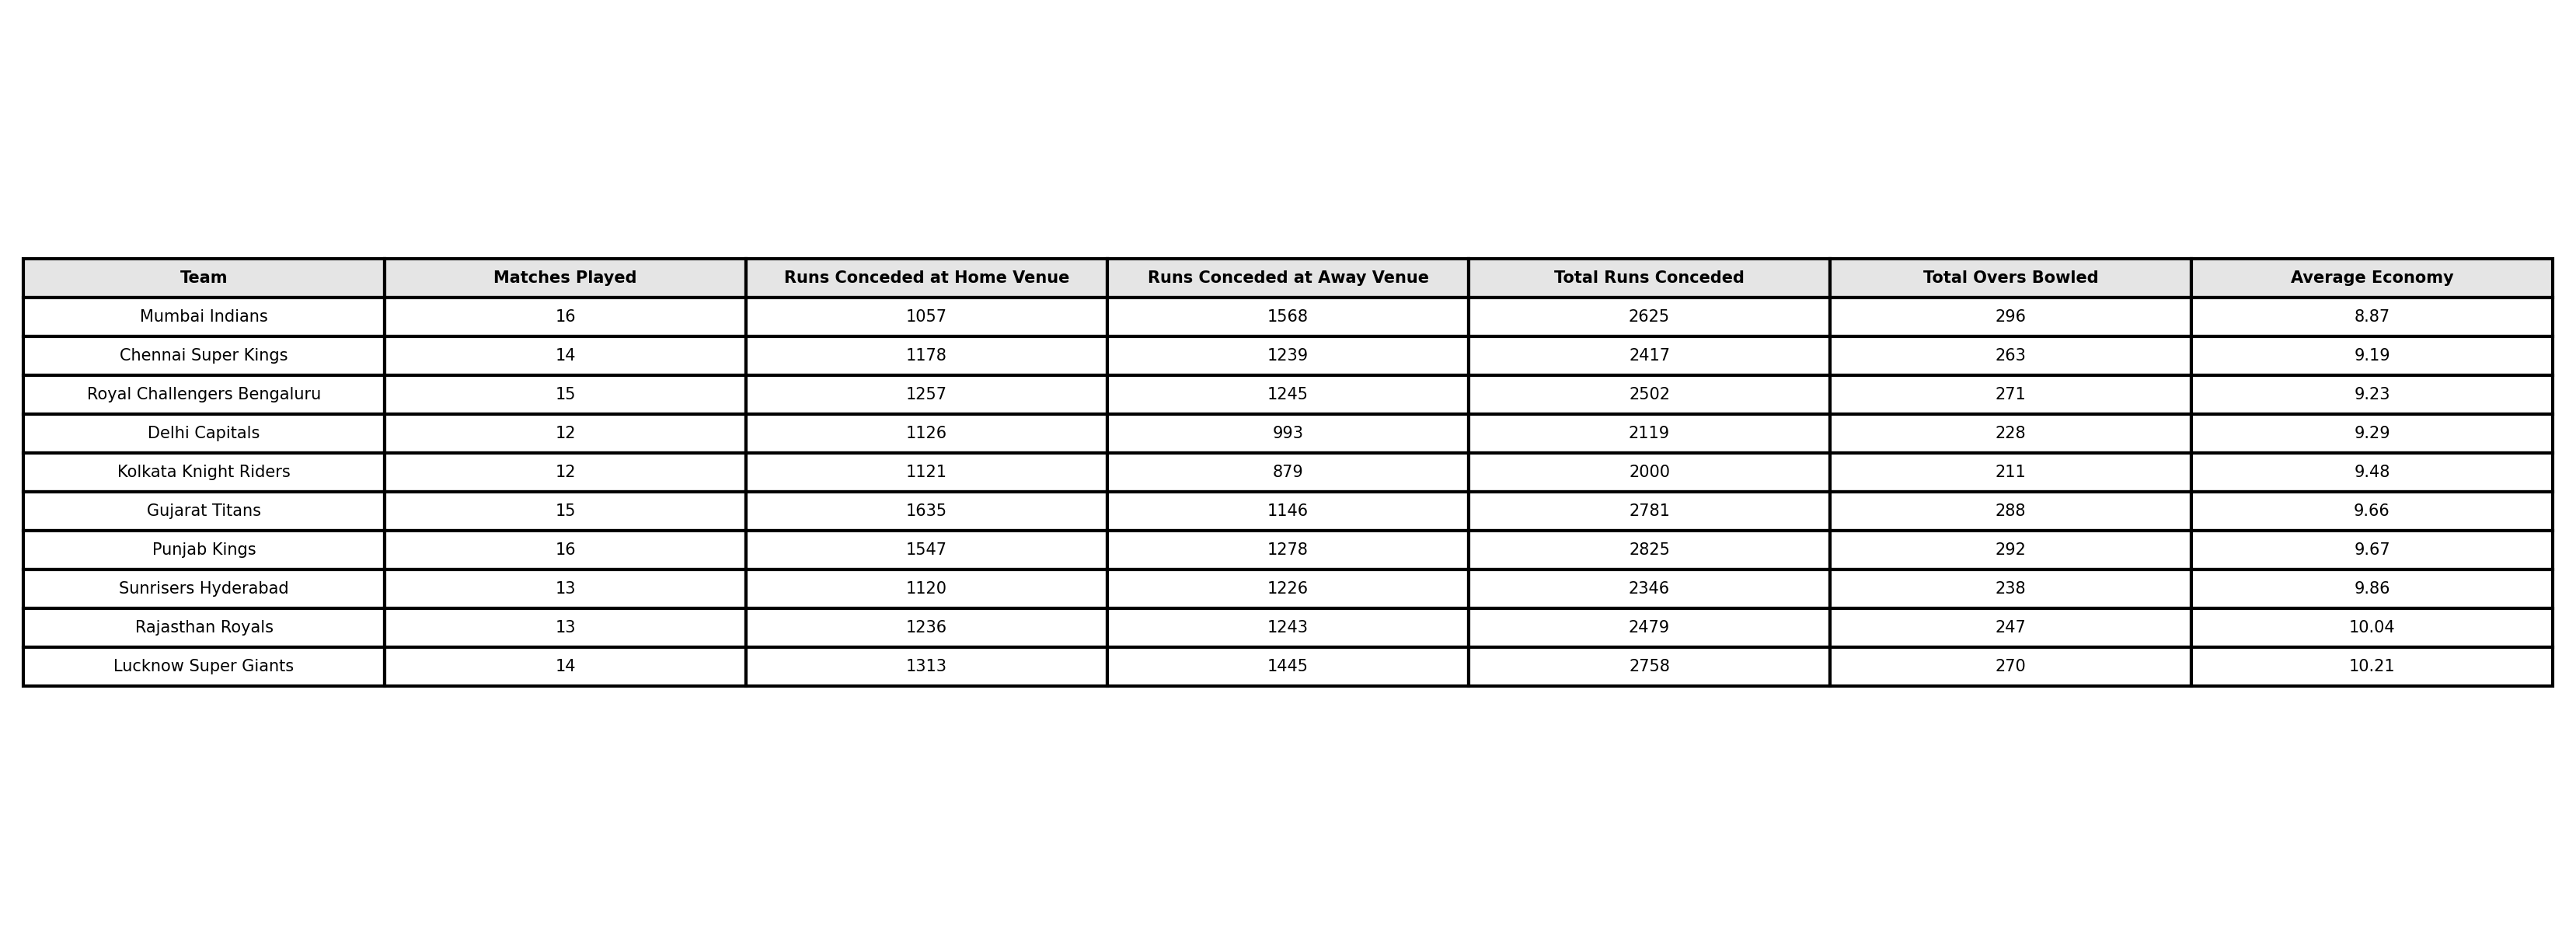 Team Matches Played Runs Conceded at Home Venue Runs Conceded at Away Venue Total Runs Conceded Total Overs Bowled Average Economy
Mumbai Indians 16 1057 1568 2625 296 8.87
Chennai Super Kings 14 1178 1239 2417 263 9.19
Royal Challengers Bengaluru 15 1257 1245 2502 271 9.23
Delhi Capitals 12 1126 993 2119 228 9.29
Kolkata Knight Riders 12 1121 879 2000 211 9.48
Gujarat Titans 15 1635 1146 2781 288 9.66
Punjab Kings 16 1547 1278 2825 292 9.67
Sunrisers Hyderabad 13 1120 1226 2346 238 9.86
Rajasthan Royals 13 1236 1243 2479 247 10.04
Lucknow Super Giants 14 1313 1445 2758 270 10.21